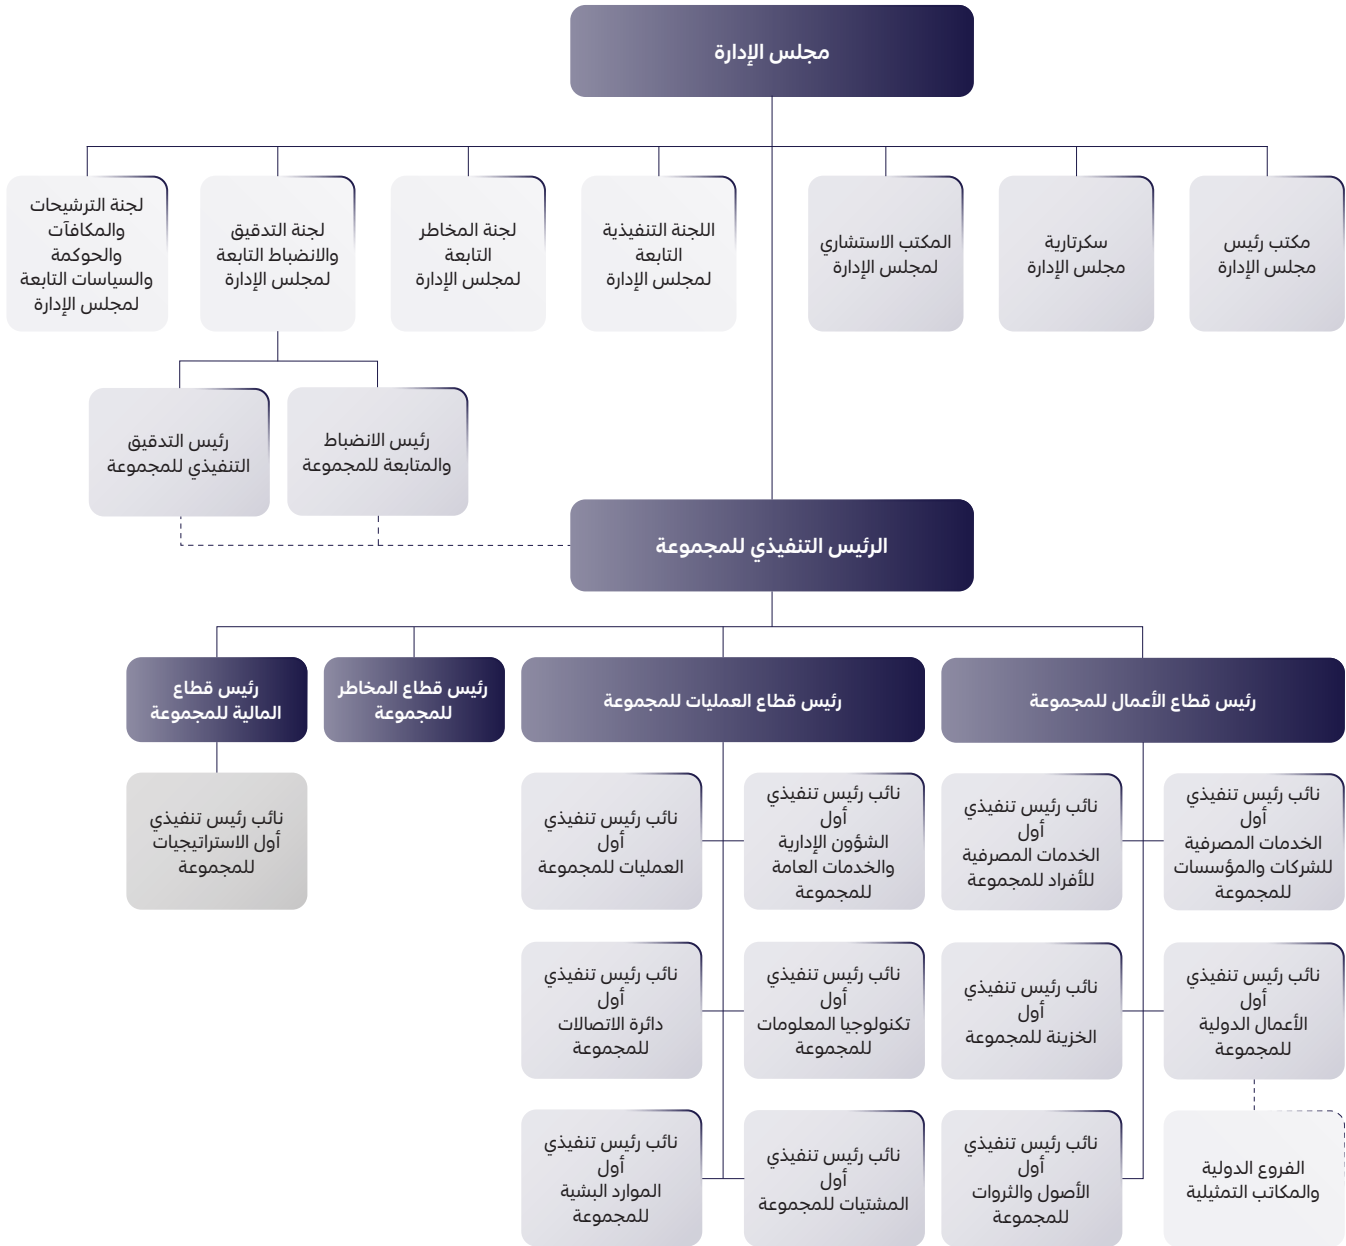 مجلس الإدارة
مكتب رئيس
مجلس الإدارة
سكرتارية
مجلس الإدارة
المكتب الاستشاري
لمجلس الإدارة
اللجنة التنفيذية
التابعة
لمجلس الإدارة
لجنة المخاطر
التابعة
لمجلس الإدارة
لجنة التدقيق
والانضباط التابعة
لمجلس الإدارة
لجنة الترشيحات
والمكافآت
والحوكمة
والسياسات التابعة
لمجلس الإدارة
رئيس الانضباط
والمتابعة للمجموعة
رئيس التدقيق
التنفيذي للمجموعة
الرئيس التنفيذي للمجموعة
رئيس قطاع الأعمال للمجموعة
رئيس قطاع العمليات للمجموعة
رئيس قطاع المخاطر
للمجموعة
رئيس قطاع
المالية للمجموعة
نائب رئيس تنفيذي
أول
الخدمات المصرفية
للشركات والمؤسسات
للمجموعة
نائب رئيس تنفيذي
أول
الخدمات المصرفية
للأفراد للمجموعة
نائب رئيس تنفيذي
أول
الشؤون الإدارية
والخدمات العامة
للمجموعة
نائب رئيس تنفيذي
أول
العمليات للمجموعة
نائب رئيس تنفيذي
أول الاستراتيجيات
للمجموعة
نائب رئيس تنفيذي
أول
الأعمال الدولية
للمجموعة
نائب رئيس تنفيذي
أول
الخزينة للمجموعة
نائب رئيس تنفيذي
أول
تكنولوجيا المعلومات
للمجموعة
نائب رئيس تنفيذي
أول
دائرة الاتصالات
للمجموعة
الفروع الدولية
والمكاتب التمثيلية
نائب رئيس تنفيذي
أول
الأصول والثروات
للمجموعة
نائب رئيس تنفيذي
أول
المشتيات للمجموعة
نائب رئيس تنفيذي
أول
الموارد البشية
للمجموعة